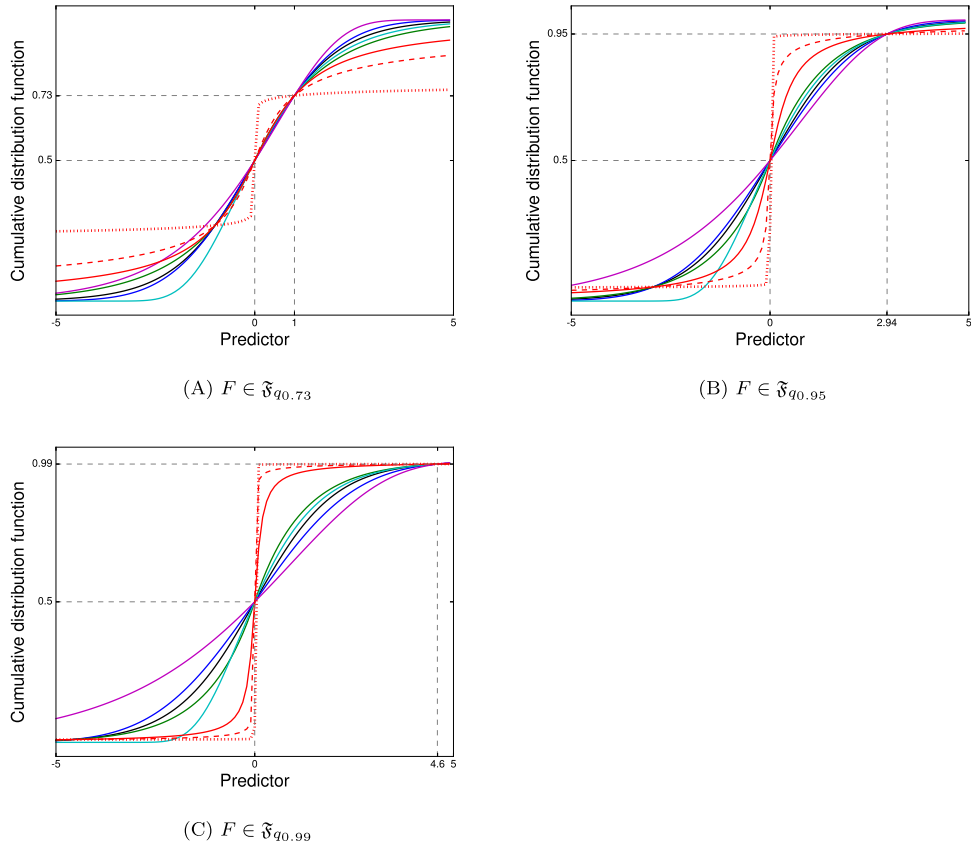 Cumulative distribution function
0.73
0.5
-5 0 1 5
Predictor
(A) F ∈ 𝔉q0.73
Cumulative distribution function
0.95
0.5
-5 0 2.94 5
Predictor
(B) F ∈ 𝔉q0.95
Cumulative distribution function
0.99
0.5
-5 0 4.6 5
Predictor
(C) F ∈ 𝔉q0.99